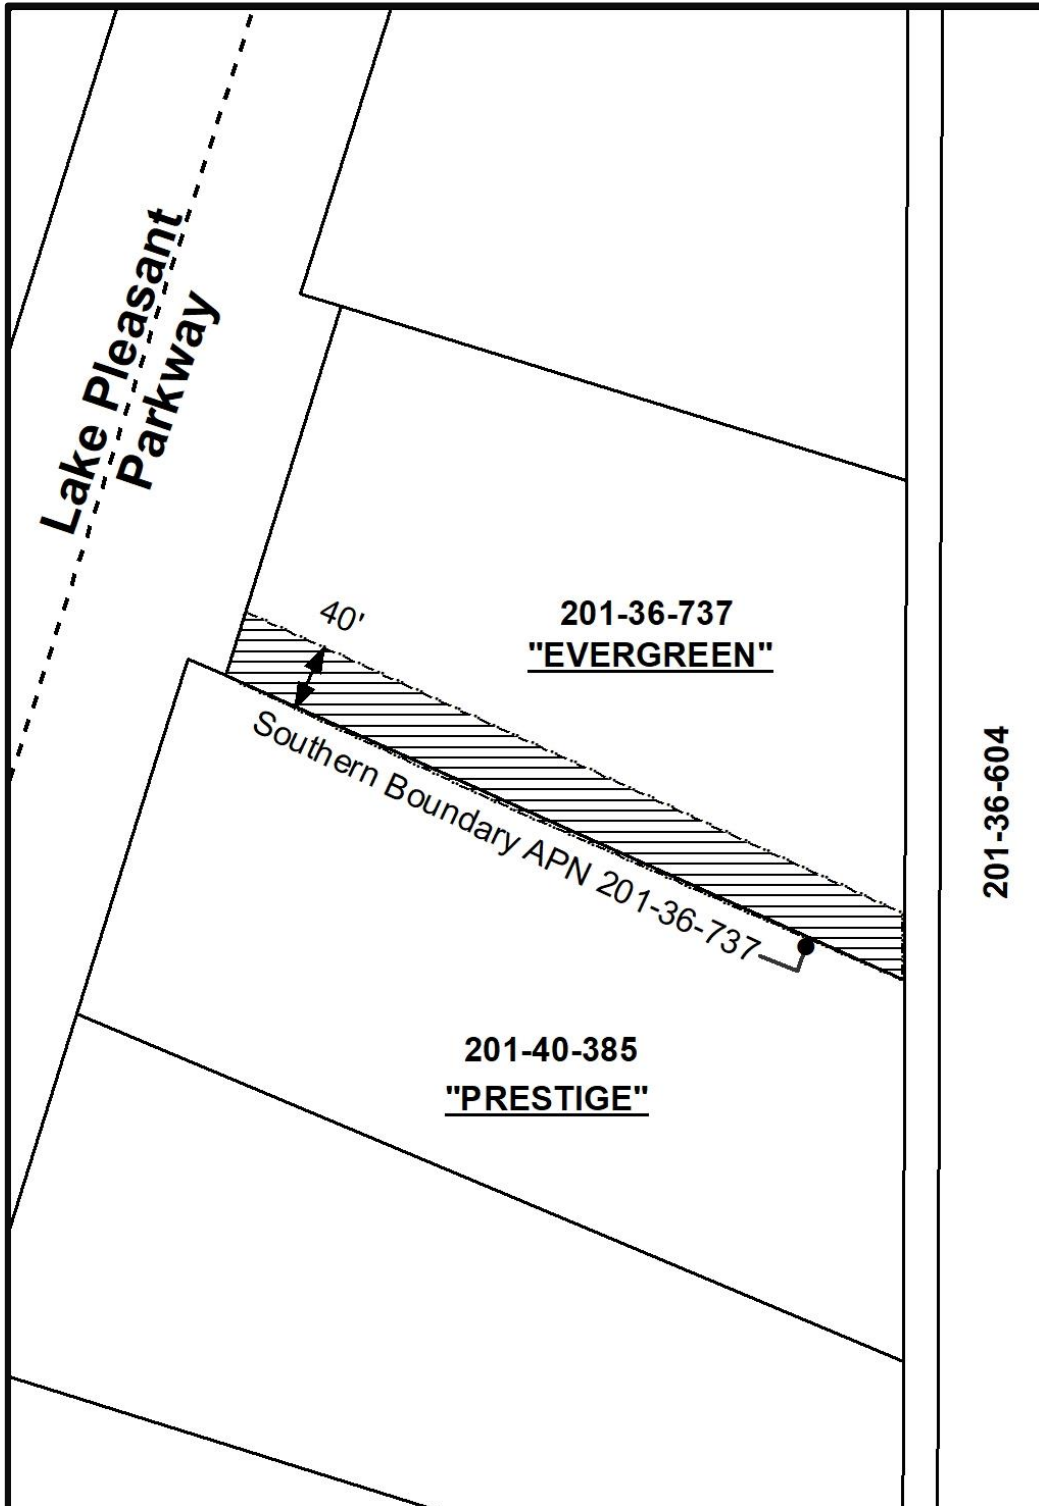 Lake Pleasant
Parkway
40'
201-36-737
"EVERGREEN"
Southern Boundary APN 201-36-737
201-36-604
201-40-385
"PRESTIGE"